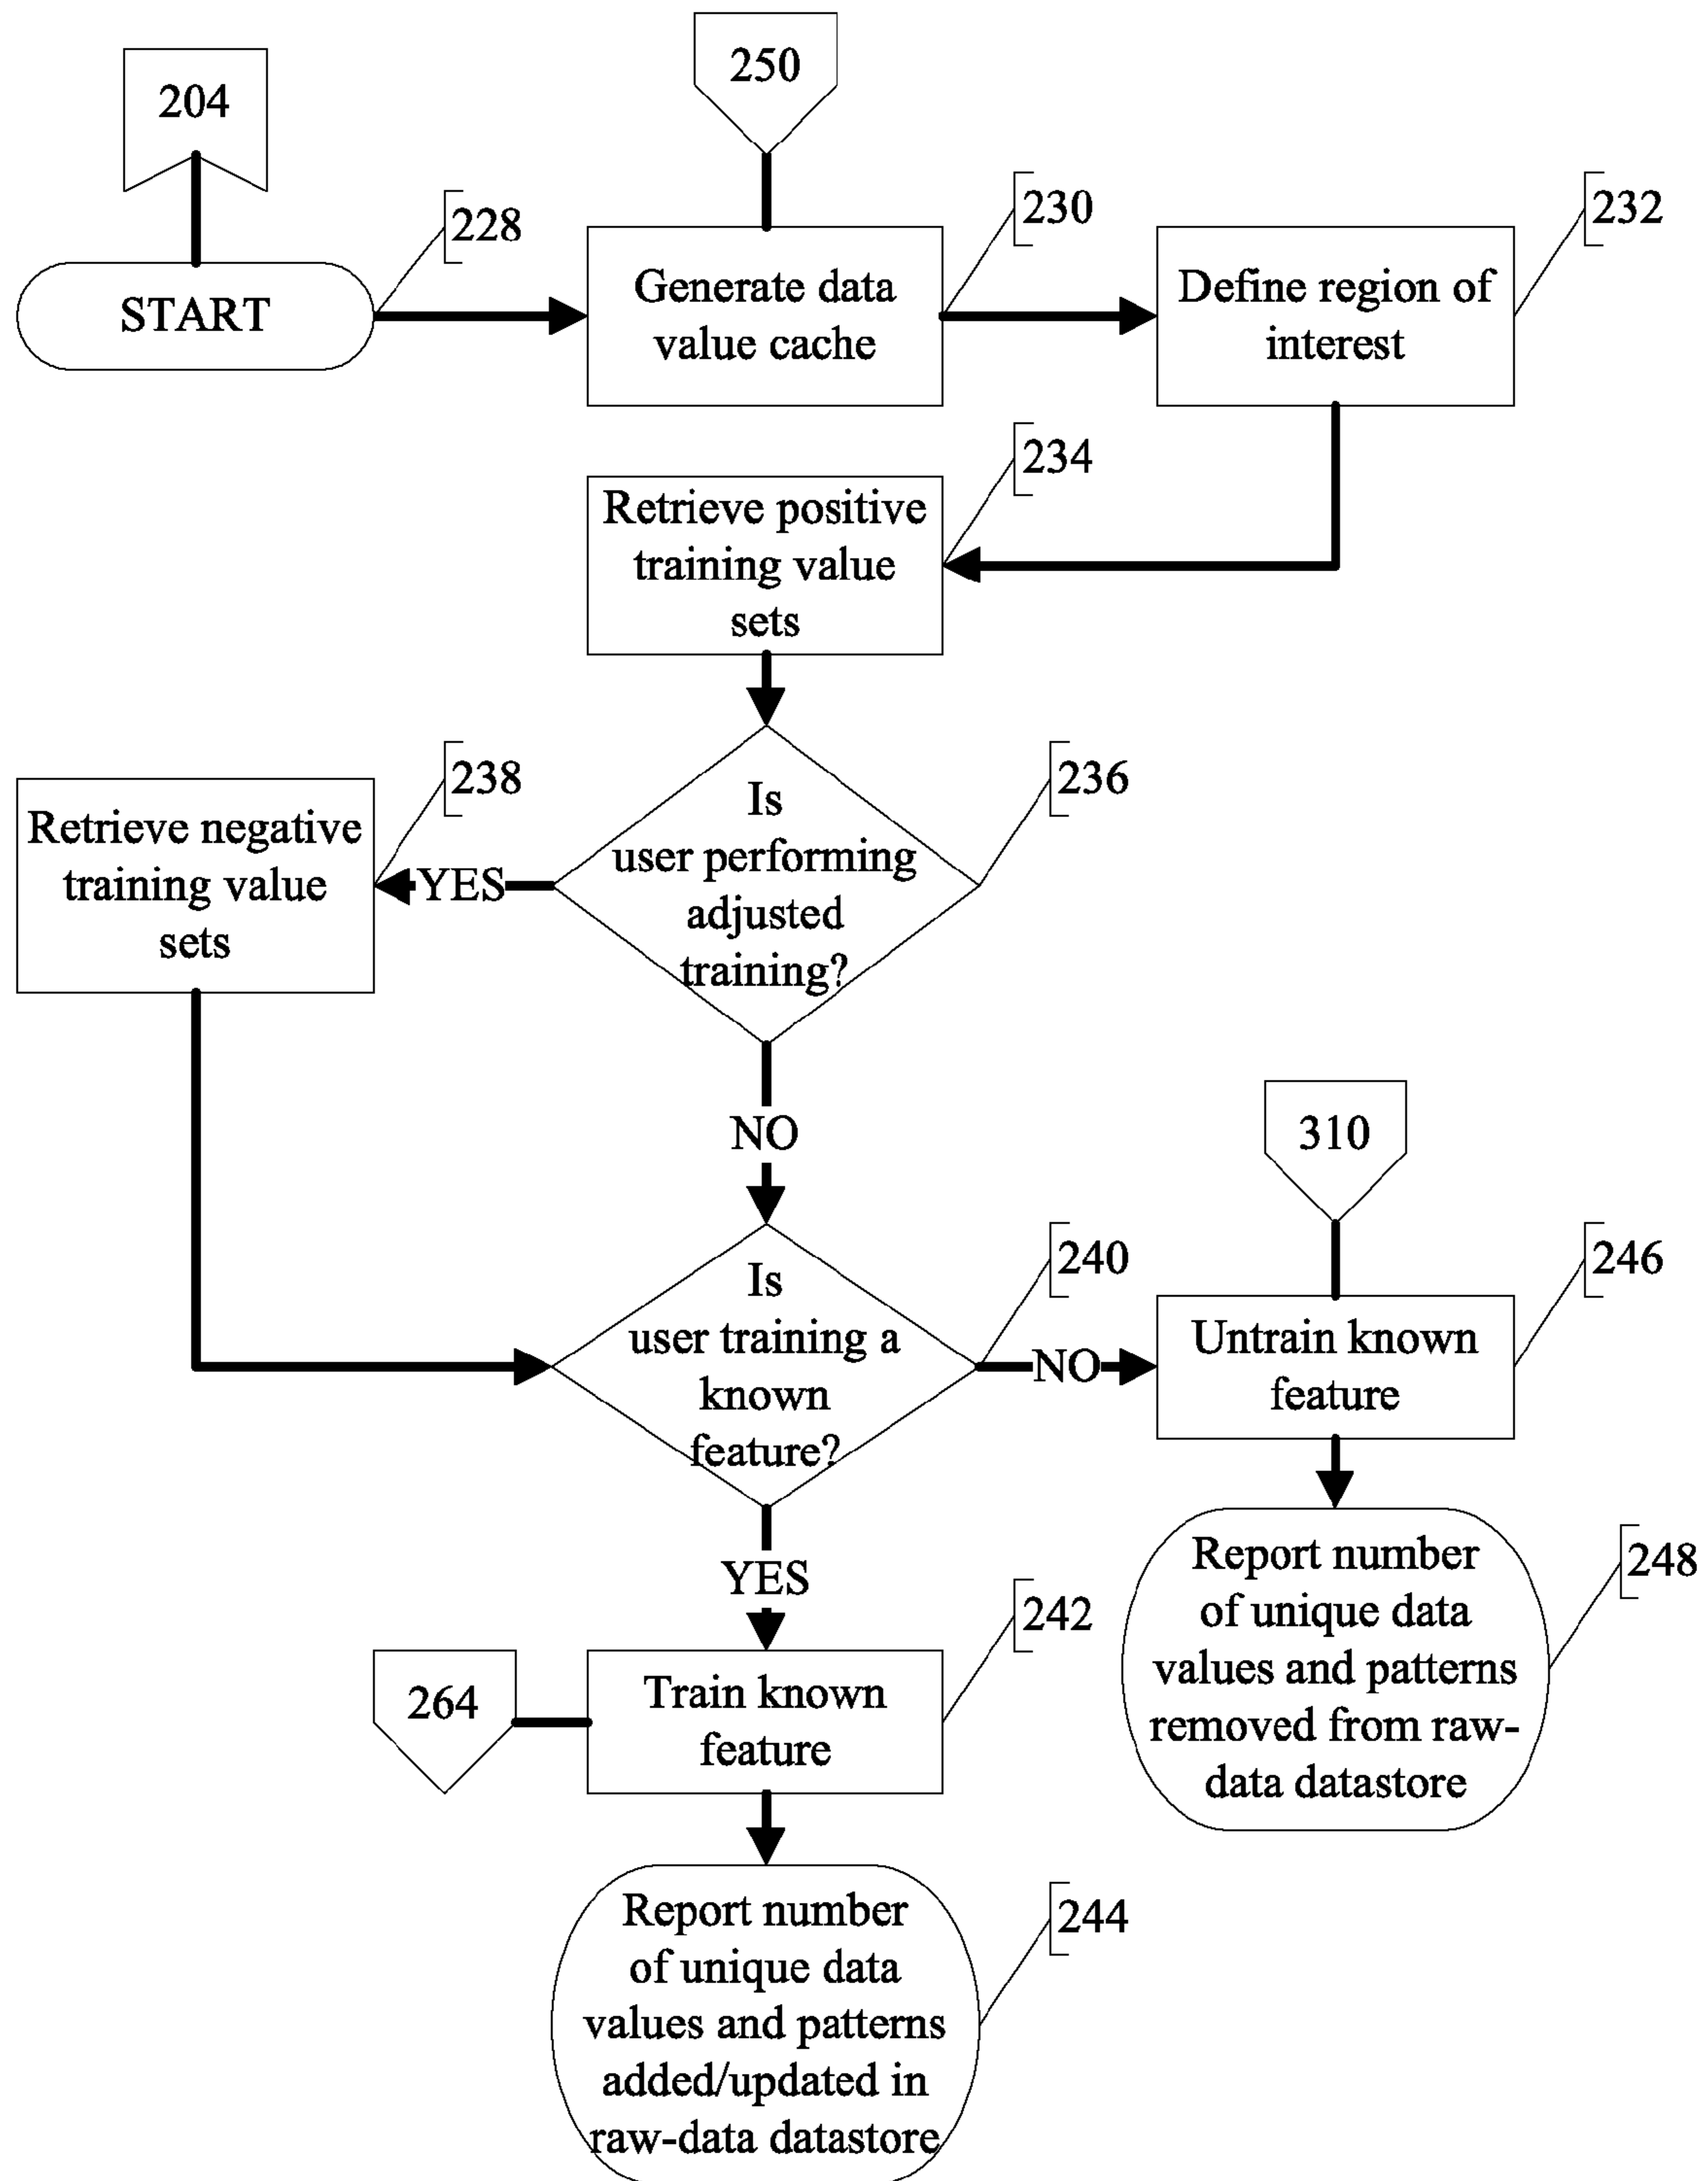 204
250
228
230
232
START
Generate data
value cache
Define region of
interest
234
Retrieve positive
training value
sets
236
238
Is
user performing
adjusted
training?
YES
Retrieve negative
training value
sets
NO
310
240
246
Is
user training a
known
feature?
NO
Untrain known
feature
YES
248
Report number
of unique data
values and patterns
removed from raw-
data datastore
242
264
Train known
feature
244
Report number
of unique data
values and patterns
added/updated in
raw-data datastore